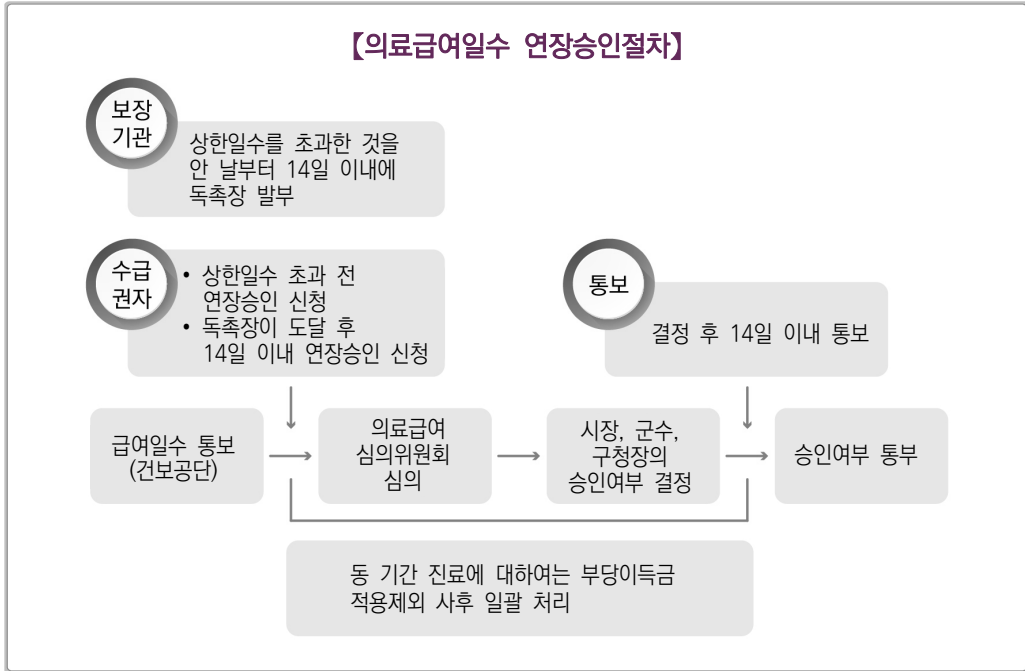 【의료급여일수 연장승인절차】
보장
기관
상한일수를 초과한 것을
안 날부터 14일 이내에
독촉장 발부
수급
권자
• 상한일수 초과 전
연장승인 신청
• 독촉장이 도달 후
14일 이내 연장승인 신청
통보
결정 후 14일 이내 통보
급여일수 통보
(건보공단)
의료급여
심의위원회
심의
시장, 군수,
구청장의
승인여부 결정
승인여부 통부
동 기간 진료에 대하여는 부당이득금
적용제외 사후 일괄 처리